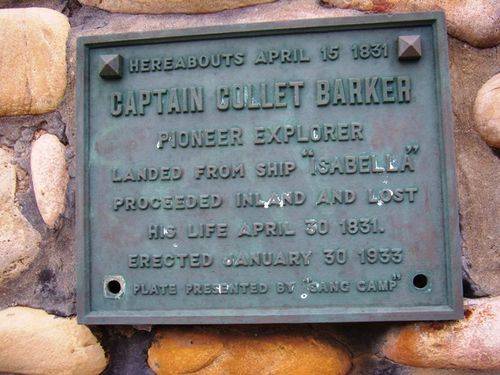 HEREABOUTS APRIL 15 1831
CAPTAIN COLLET BARKER
PIONEER EXPLORER
LANDED FROM SHIP "ISABELLA"
PROCEEDED INLAND AND LOST
HIS LIFE APRIL 30 1831.
ERECTED JANUARY 30 1933
PLATE PRESENTED BY "GANG CAMP"